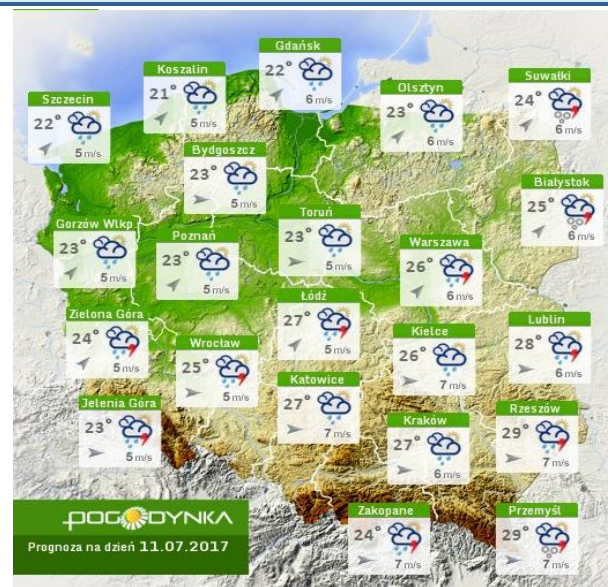 Gdańsk
22°
6 m/s
Koszalin
21°
5 m/s
Suwałki
24°
6 m/s
Olsztyn
23°
6 m/s
Szczecin
22°
5 m/s
Bydgoszcz
23°
5 m/s
Białystok
25°
6 m/s
Toruń
23°
5 m/s
Gorzów Wlkp
23°
5 m/s
Poznań
23°
5 m/s
Warszawa
26°
6 m/s
Łódź
27°
5 m/s
Zielona Góra
24°
5 m/s
Lublin
28°
6 m/s
Kielce
26°
7 m/s
Wrocław
25°
5 m/s
Katowice
27°
7 m/s
Jelenia Góra
23°
5 m/s
Rzeszów
29°
7 m/s
Kraków
27°
6 m/s
Zakopane
24°
7 m/s
Przemyśl
29°
7 m/s
POGODYNKA
Prognoza na dzień 11.07.2017